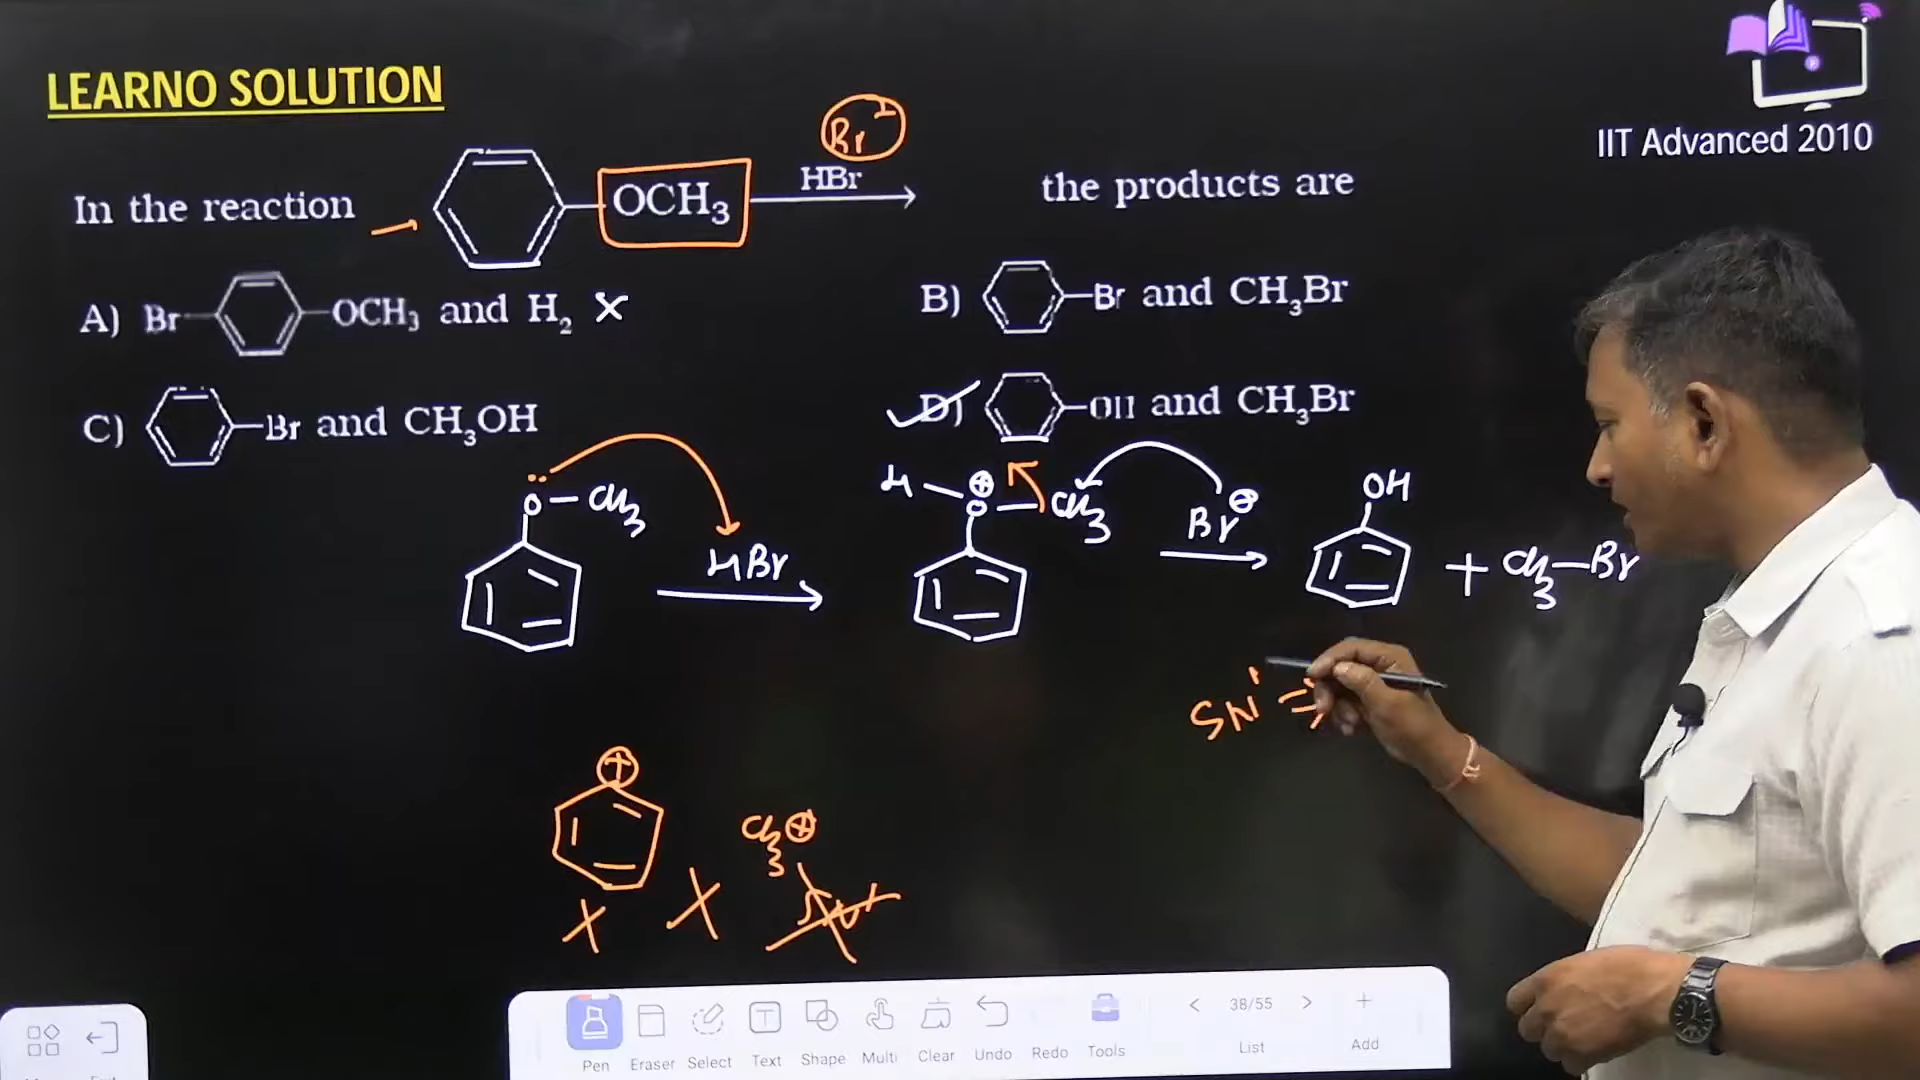 LEARNO SOLUTION
IIT Advanced 2010
Br⁻
In the reaction
OCH₃
HBr
the products are
A) Br OCH₃ and H₂ X
B) Br and CH₃Br
C) Br and CH₃OH
D) OH and CH₃Br
O — CH₃
HBr
H — O⊕ — CH₃
Br⊖
OH
+ CH₃—Br
SN' ⇒
⊕
CH₃⊕
X X
38/55
Pen Eraser Select Text Shape Multi Clear Undo Redo Tools List Add